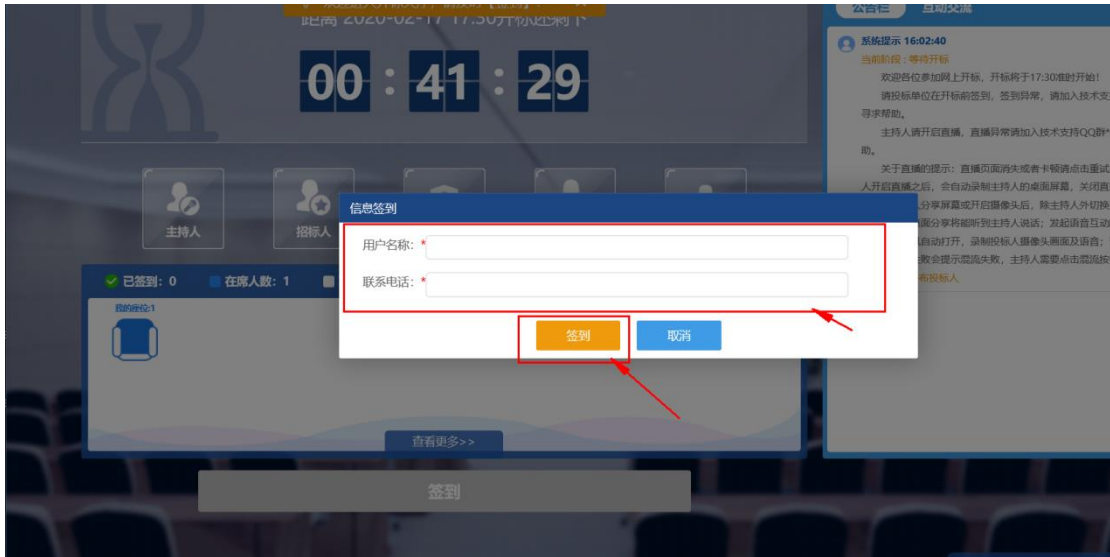 距离 2020-02-17 17:30开标还剩下
00 : 41 : 29
主持人
招标人
已签到: 0
在席人数: 1
我的座位:1
查看更多>>
签到
信息签到
用户名称: *
联系电话: *
签到
取消
公告栏
互动交流
系统提示 16:02:40
当前阶段 : 等待开标
欢迎各位参加网上开标，开标将于17:30准时开始!
请投标单位在开标前签到，签到异常，请加入技术支
寻求帮助。
主持人请开启直播，直播异常请加入技术支持QQ群*
助。
关于直播的提示：直播页面消失或者卡顿请点击重试
人开启直播之后，会自动录制主持人的桌面屏幕，关闭直
分享屏幕或开启摄像头后，除主持人外切换
面分享将能听到主持人说话；发起语音互动
自动打开，录制投标人摄像头画面及语音；
败会提示混流失败，主持人需要点击混流按
布投标人